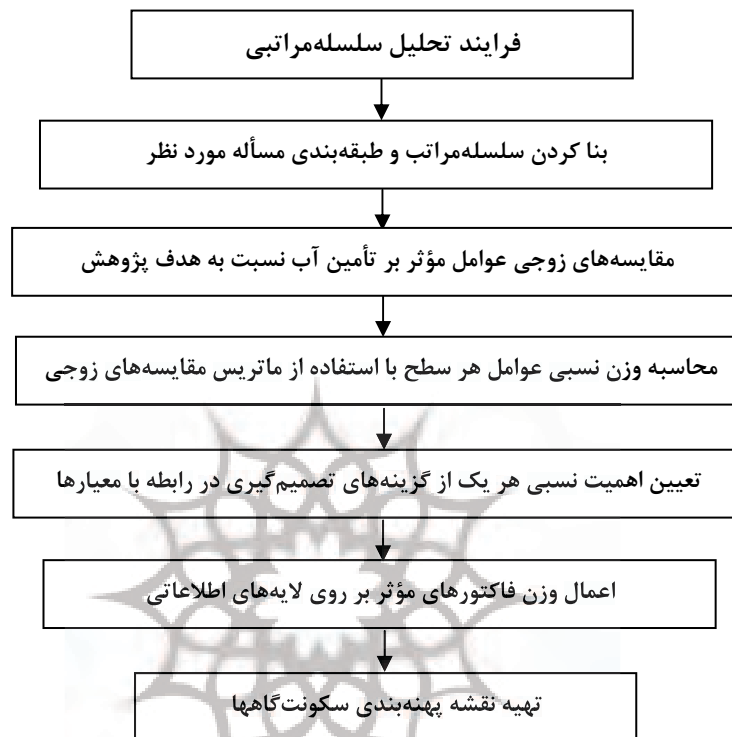 فرایند تحلیل سلسله‌مراتبی
بنا کردن سلسله‌مراتب و طبقه‌بندی مسأله مورد نظر
مقایسه‌های زوجی عوامل مؤثر بر تأمین آب نسبت به هدف پژوهش
محاسبه وزن نسبی عوامل هر سطح با استفاده از ماتریس مقایسه‌های زوجی
تعیین اهمیت نسبی هر یک از گزینه‌های تصمیم‌گیری در رابطه با معیارها
اعمال وزن فاکتورهای مؤثر بر روی لایه‌های اطلاعاتی
تهیه نقشه پهنه‌بندی سکونت‌گاهها